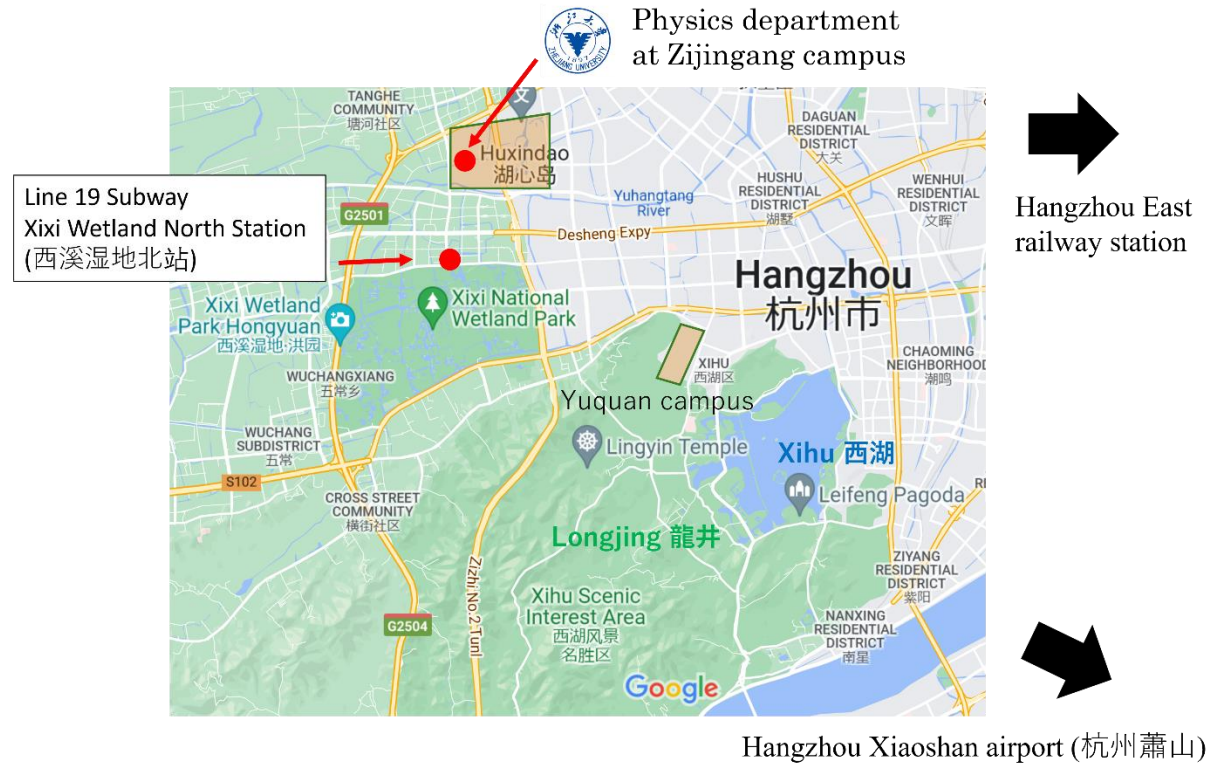 Physics department
at Zijingang campus
ZHEJIANG UNIVERSITY
1897
TANGHE
COMMUNITY
塘河社区
文
DAGUAN
RESIDENTIAL
DISTRICT
大关
Huxindao
湖心岛
HUSHU
RESIDENTIAL
DISTRICT
湖墅
WENHUI
RESIDENTIAL
DISTRICT
文晖
Yuhangtang
River
Line 19 Subway
Xixi Wetland North Station
(西溪湿地北站)
G2501
Desheng Expy
Hangzhou East
railway station
Hangzhou
杭州市
Xixi National
Wetland Park
Xixi Wetland
Park Hongyuan
西溪湿地·洪园
XIHU
西湖区
CHAOMING
NEIGHBORHOOD
潮鸣
WUCHANGXIANG
五常乡
Yuquan campus
WUCHANG
SUBDISTRICT
五常
Lingyin Temple
Xihu 西湖
S102
Leifeng Pagoda
CROSS STREET
COMMUNITY
横街社区
Longjing 龍井
ZIYANG
RESIDENTIAL
DISTRICT
紫阳
Zizhi No.2 Tunl
Xihu Scenic
Interest Area
西湖风景
名胜区
G2504
NANXING
RESIDENTIAL
DISTRICT
南星
Google
Hangzhou Xiaoshan airport (杭州蕭山)